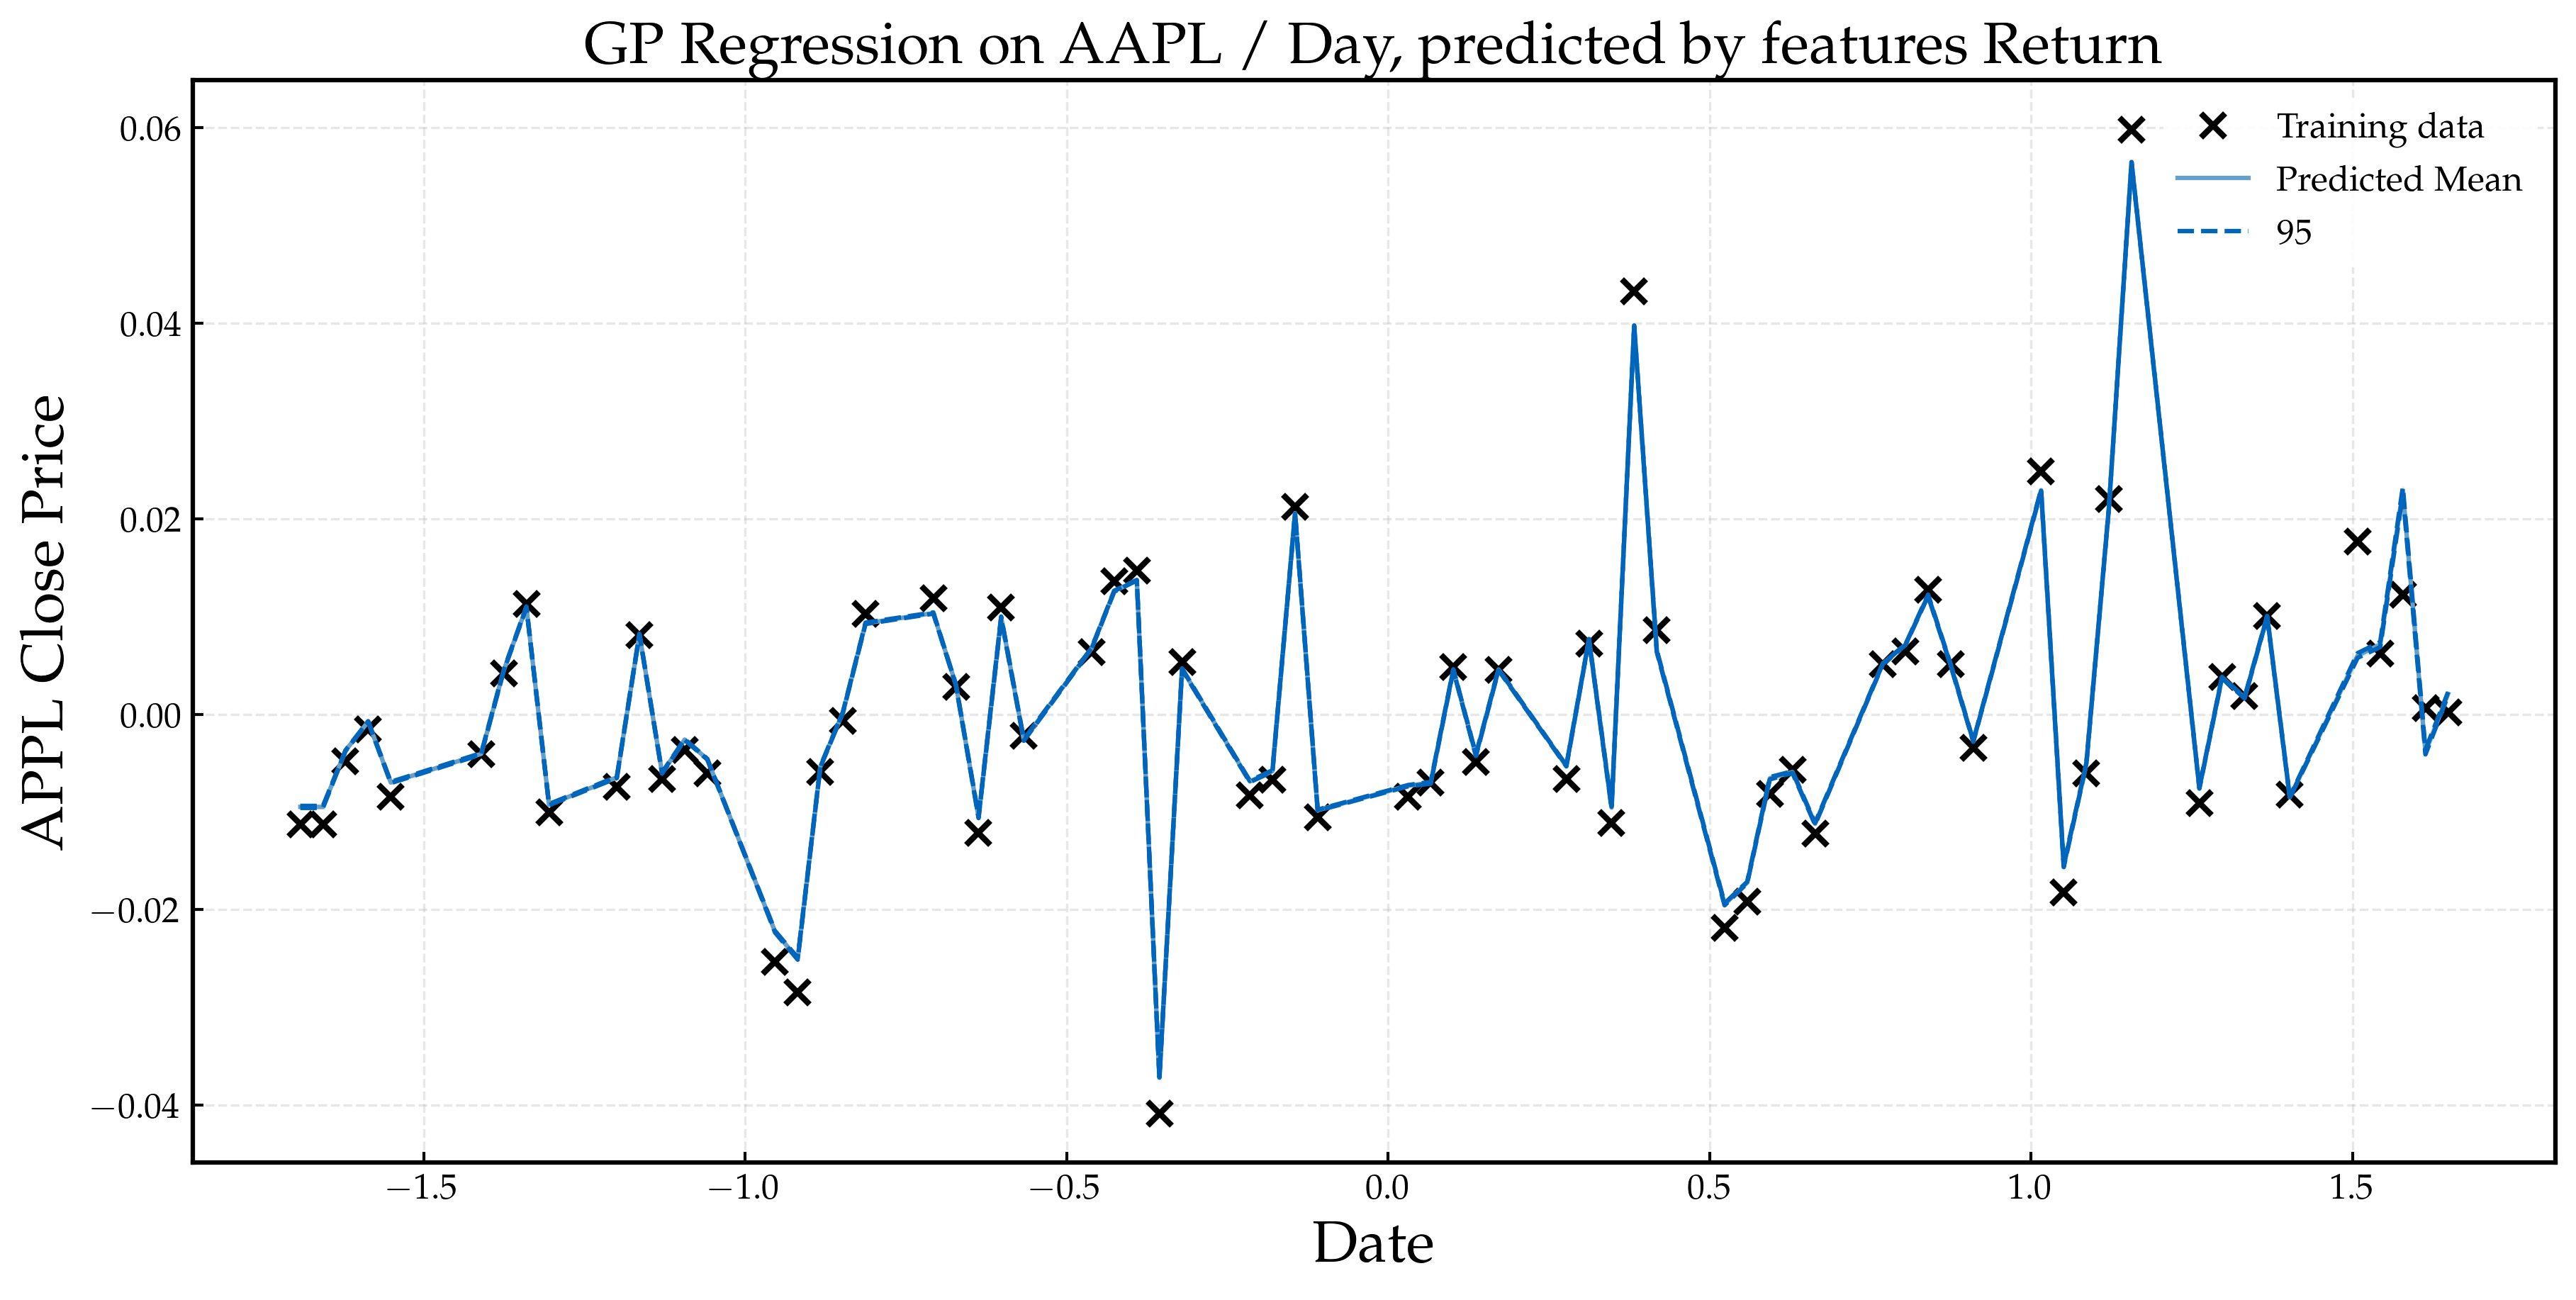 GP Regression on AAPL / Day, predicted by features Return
APPL Close Price
0.06
0.04
0.02
0.00
−0.02
−0.04
Training data
Predicted Mean
95
−1.5
−1.0
−0.5
0.0
0.5
1.0
1.5
Date